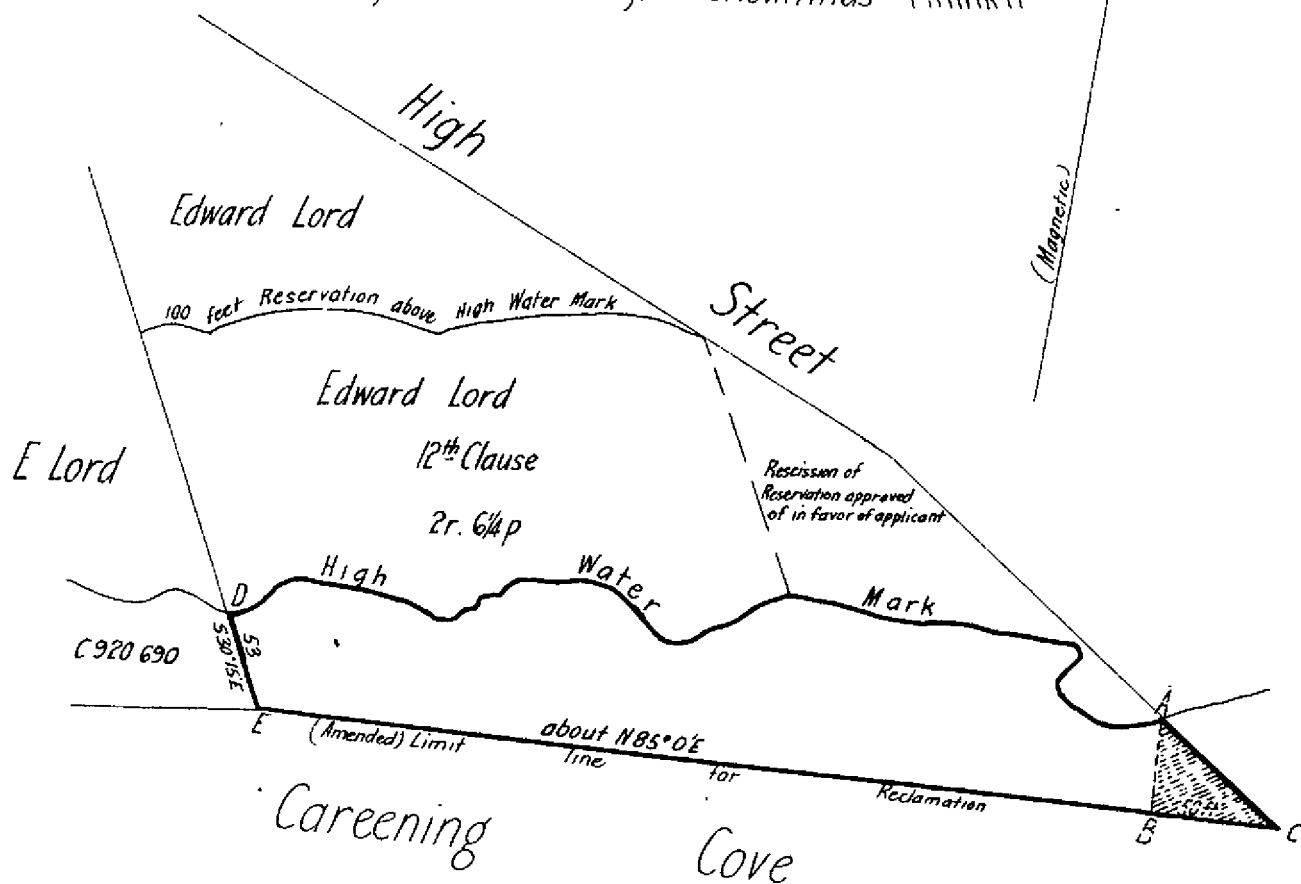 High
Street
(Magnetic)
Edward Lord
100 feet Reservation above High Water Mark
Edward Lord
12th Clause
2r. 6¼p
E Lord
Rescission of
Reservation approved
of in favor of applicant
High Water Mark
D
53
S30°15'E
C920 690
E
A
B
C
about N85°0'E
(Amended) Limit line for Reclamation
Careening Cove